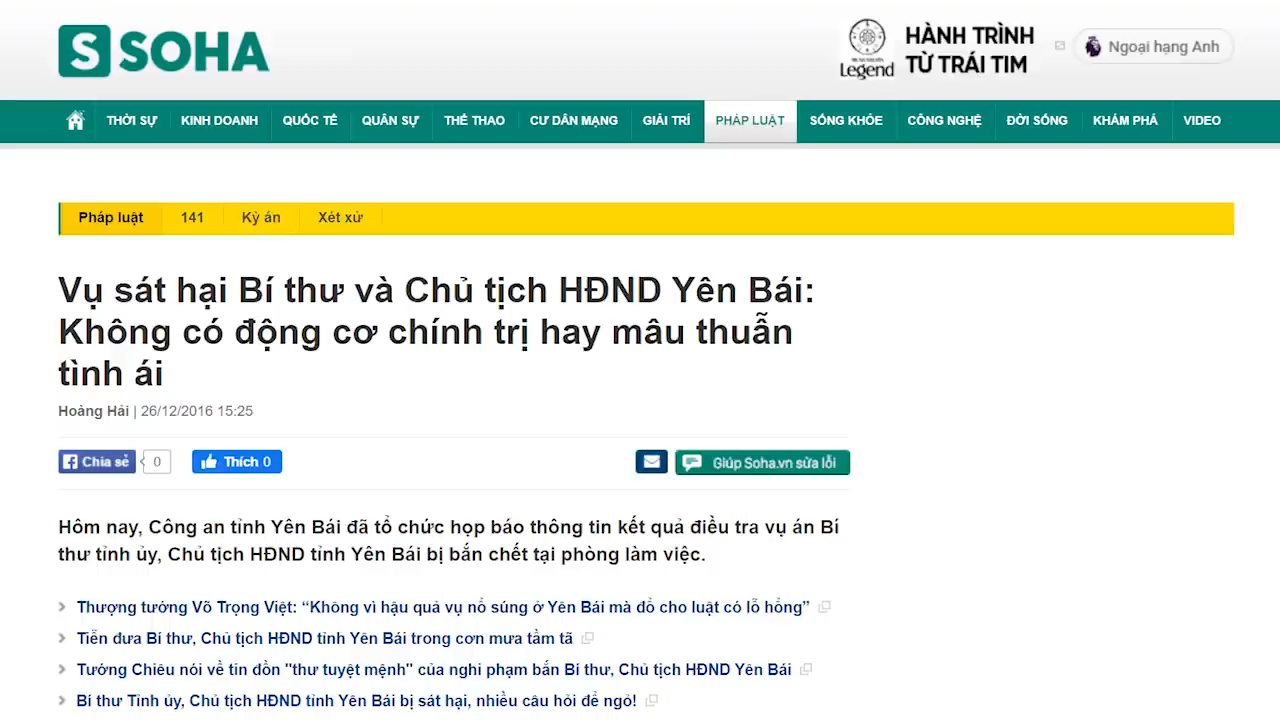 SOHA
Legend
HÀNH TRÌNH
TỪ TRÁI TIM
Ngoại hạng Anh
THỜI SỰ KINH DOANH QUỐC TẾ QUÂN SỰ THỂ THAO CƯ DÂN MẠNG GIẢI TRÍ PHÁP LUẬT SỐNG KHỎE CÔNG NGHỆ ĐỜI SỐNG KHÁM PHÁ VIDEO
Pháp luật 141 Kỳ án Xét xử
Vụ sát hại Bí thư và Chủ tịch HĐND Yên Bái:
Không có động cơ chính trị hay mâu thuẫn
tình ái
Hoàng Hải | 26/12/2016 15:25
Chia sẻ 0 Thích 0 Giúp Soha.vn sửa lỗi
Hôm nay, Công an tỉnh Yên Bái đã tổ chức họp báo thông tin kết quả điều tra vụ án Bí
thư tỉnh ủy, Chủ tịch HĐND tỉnh Yên Bái bị bắn chết tại phòng làm việc.
Thượng tướng Võ Trọng Việt: “Không vì hậu quả vụ nổ súng ở Yên Bái mà đổ cho luật có lỗ hổng”
Tiễn đưa Bí thư, Chủ tịch HĐND tỉnh Yên Bái trong cơn mưa tầm tã
Tướng Chiêu nói về tin đồn "thư tuyệt mệnh" của nghi phạm bắn Bí thư, Chủ tịch HĐND Yên Bái
Bí thư Tỉnh ủy, Chủ tịch HĐND tỉnh Yên Bái bị sát hại, nhiều câu hỏi để ngỏ!